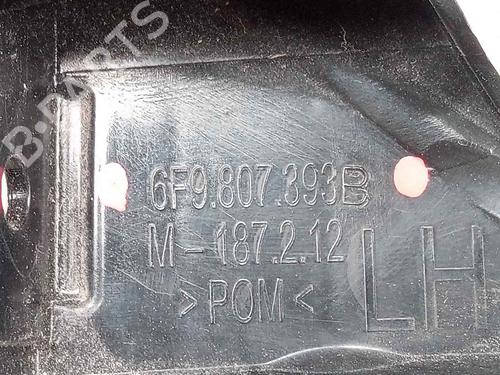 B-PARTS
6F9.807.393B
M-187.2.12
>POM<
LH